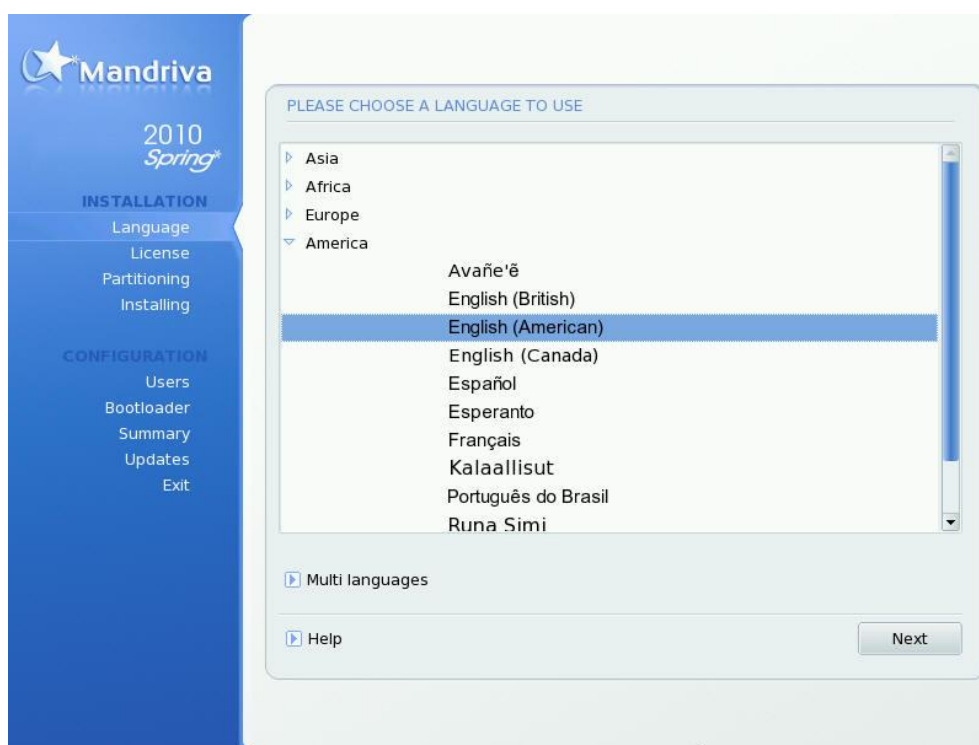 Mandriva
2010
Spring*
INSTALLATION
Language
License
Partitioning
Installing
CONFIGURATION
Users
Bootloader
Summary
Updates
Exit
PLEASE CHOOSE A LANGUAGE TO USE
Asia
Africa
Europe
America
Avañe'ẽ
English (British)
English (American)
English (Canada)
Español
Esperanto
Français
Kalaallisut
Português do Brasil
Runa Simi
Multi languages
Help
Next